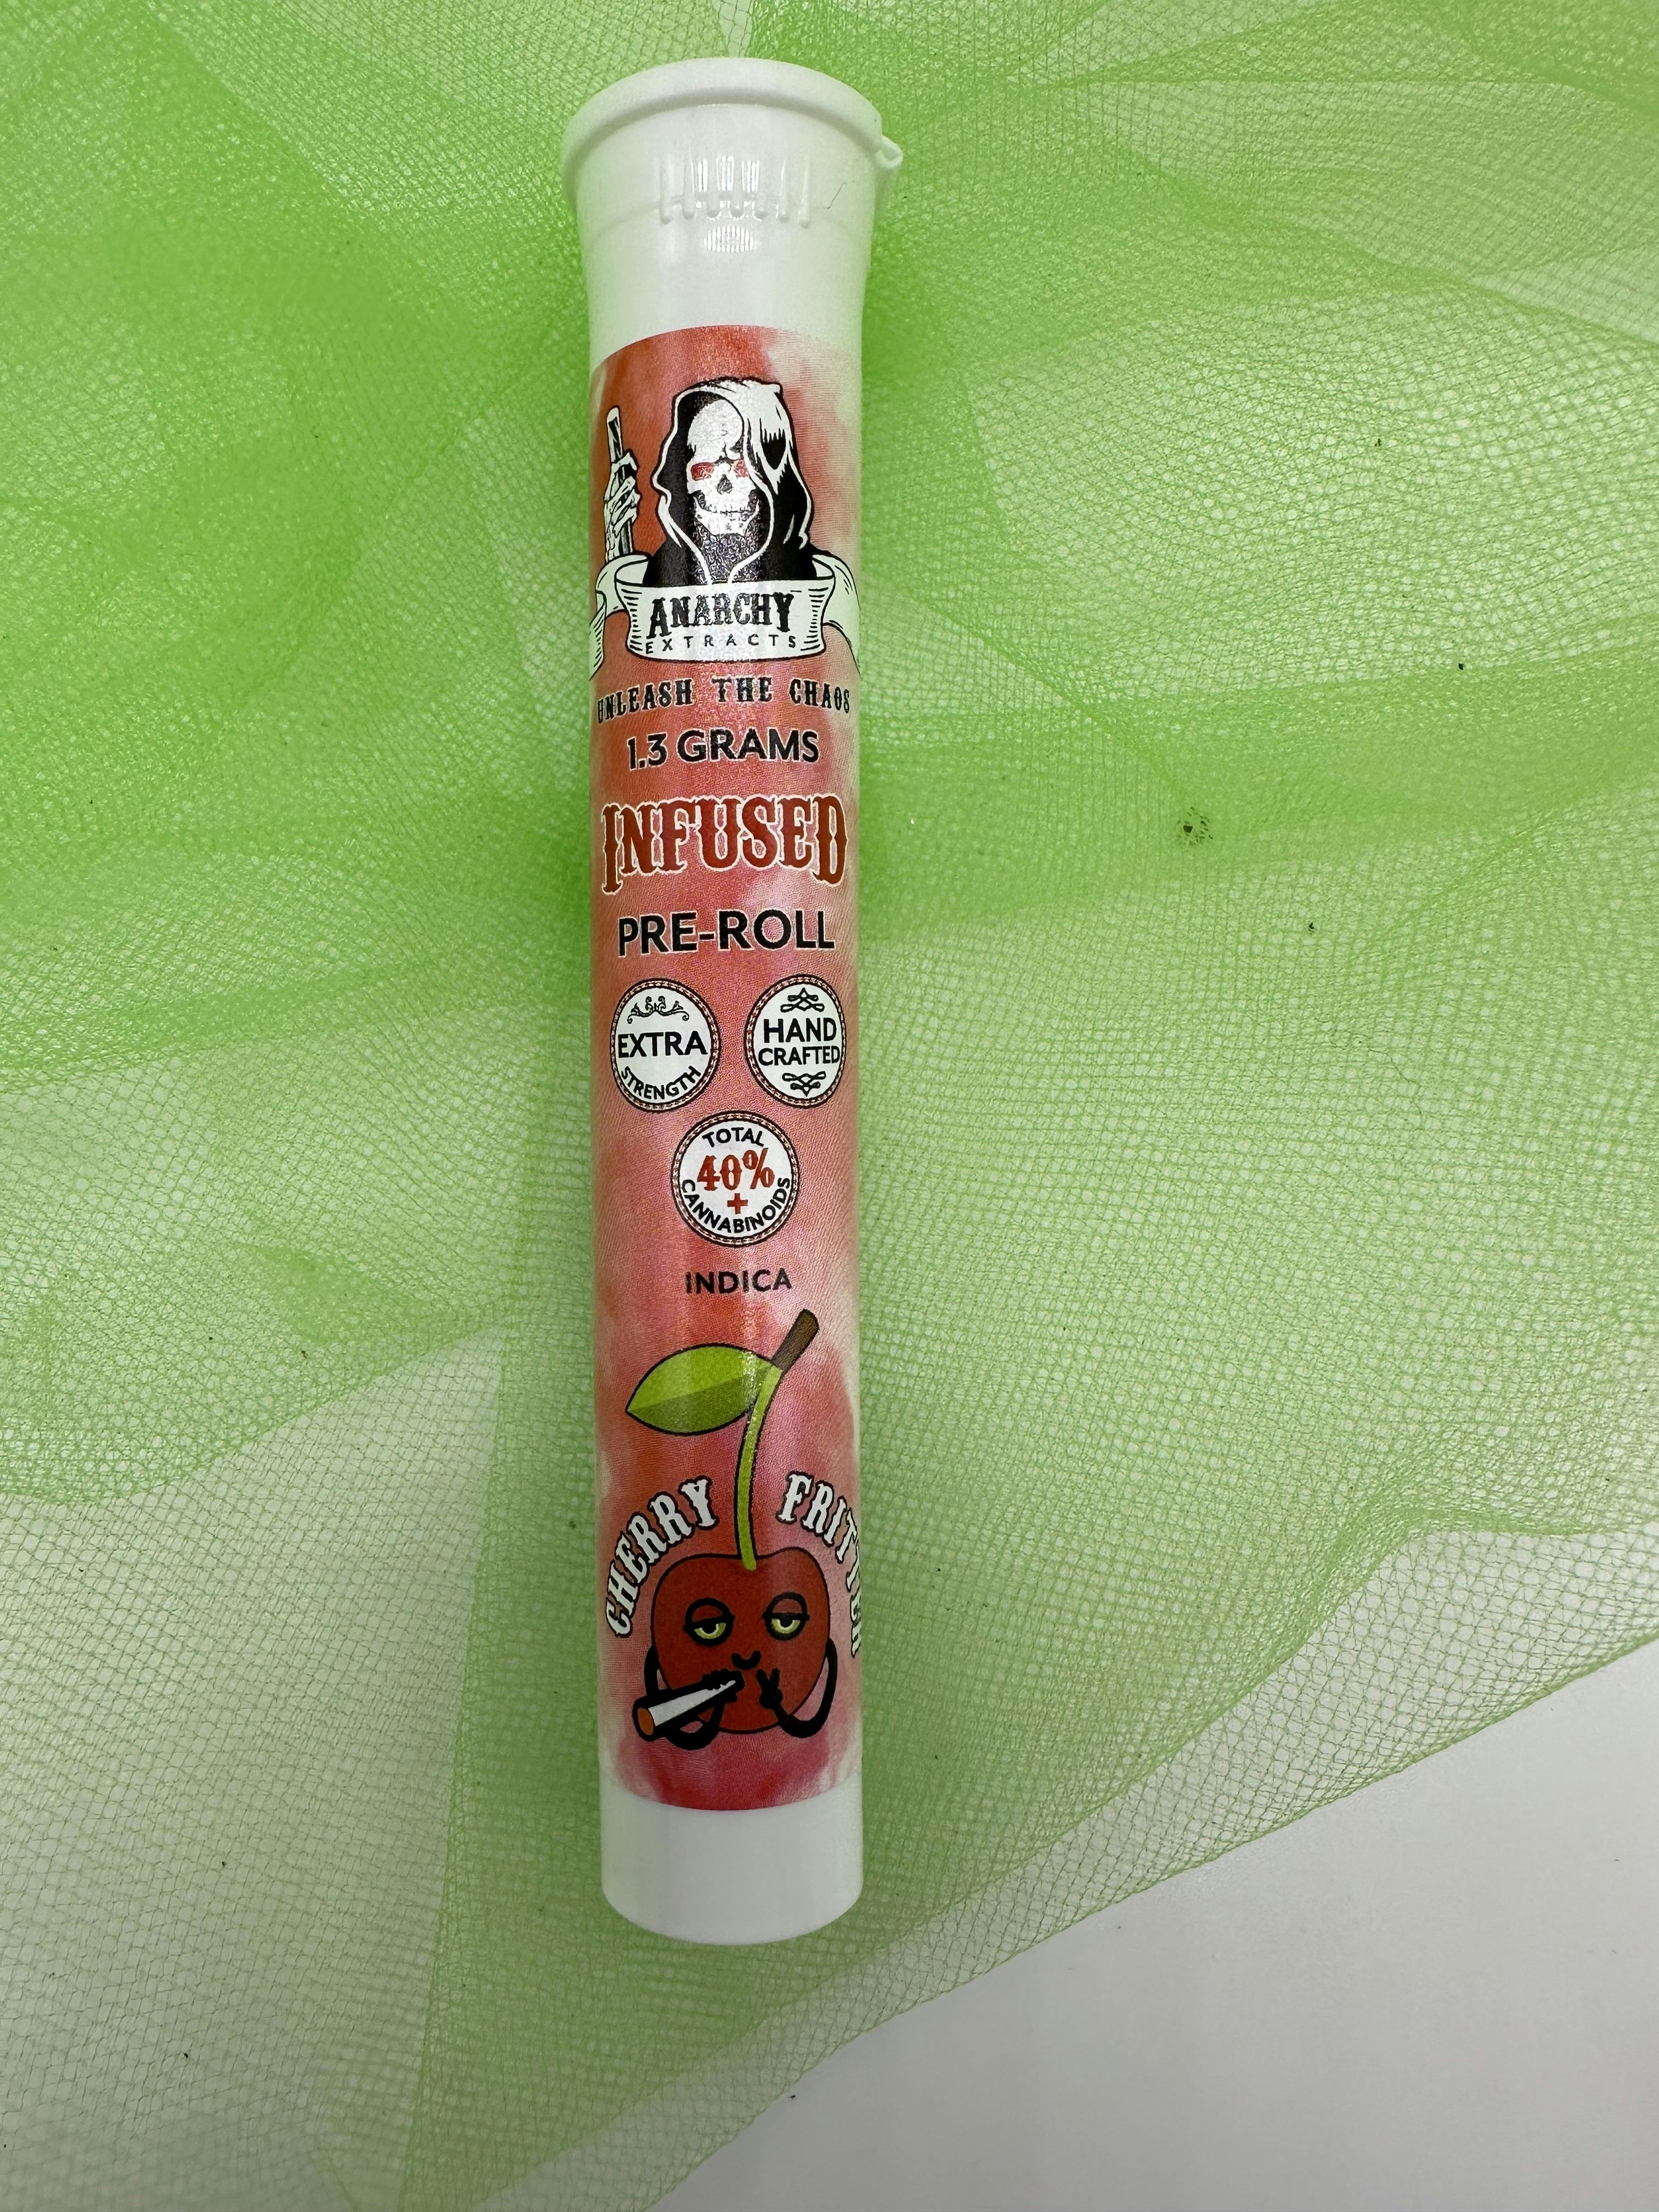 ANARCHY
EXTRACTS
UNLEASH THE CHAOS
1.3 GRAMS
INFUSED
PRE-ROLL
EXTRA
STRENGTH
HAND
CRAFTED
TOTAL
40%
+
CANNABINOIDS
INDICA
CHERRY FRITTER